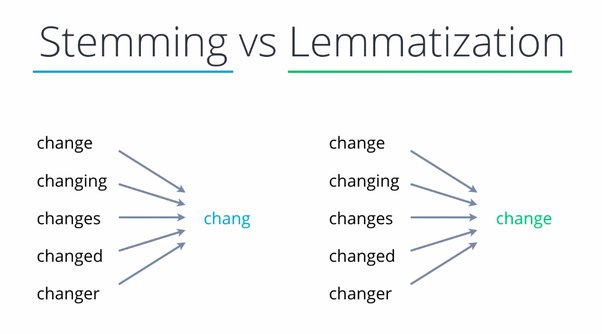 Stemming vs Lemmatization
change
changing
changes
changed
changer
chang
change
changing
changes
changed
changer
change